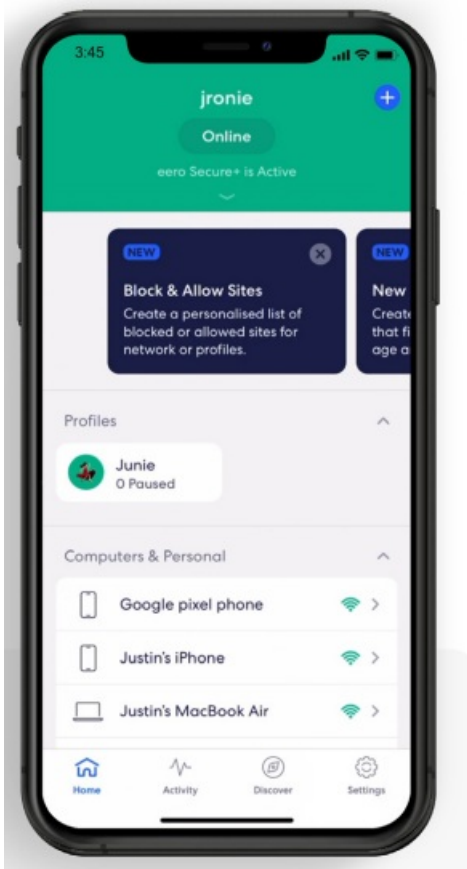 3:45
jronie
Online
eero Secure+ is Active
NEW
Block & Allow Sites
Create a personalised list of
blocked or allowed sites for
network or profiles.
NEW
New
Create
that fi
age a
Profiles
Junie
0 Paused
Computers & Personal
Google pixel phone
Justin's iPhone
Justin's MacBook Air
Home
Activity
Discover
Settings